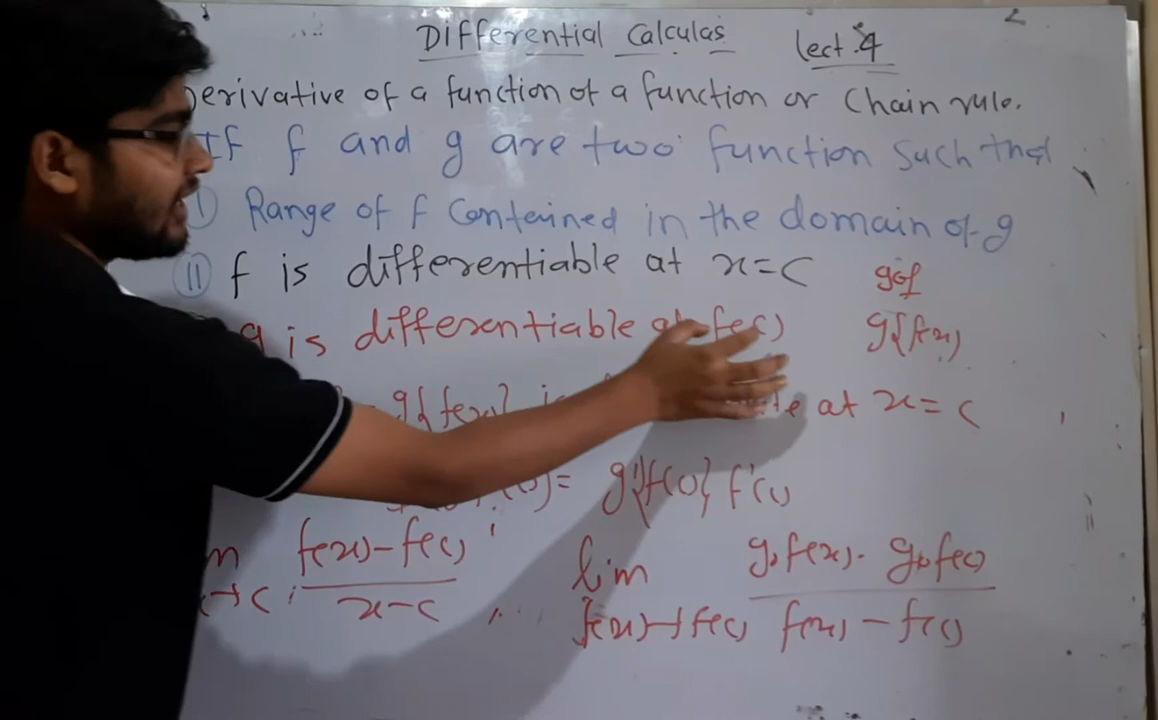 Differential Calculas Lect. 4
Derivative of a function of a function or Chain rule.
If f and g are two function such that
I) Range of f Contained in the domain of g
II) f is differentiable at x=c gof
g is differentiable f(c) g{f(x)
g{f(x)} at x=c
= g'{f(c)} f'(c)
f(x)-f(c) lim gof(x) - gof(c)
→c x-c f(x)→f(c) f(x) - f(c)